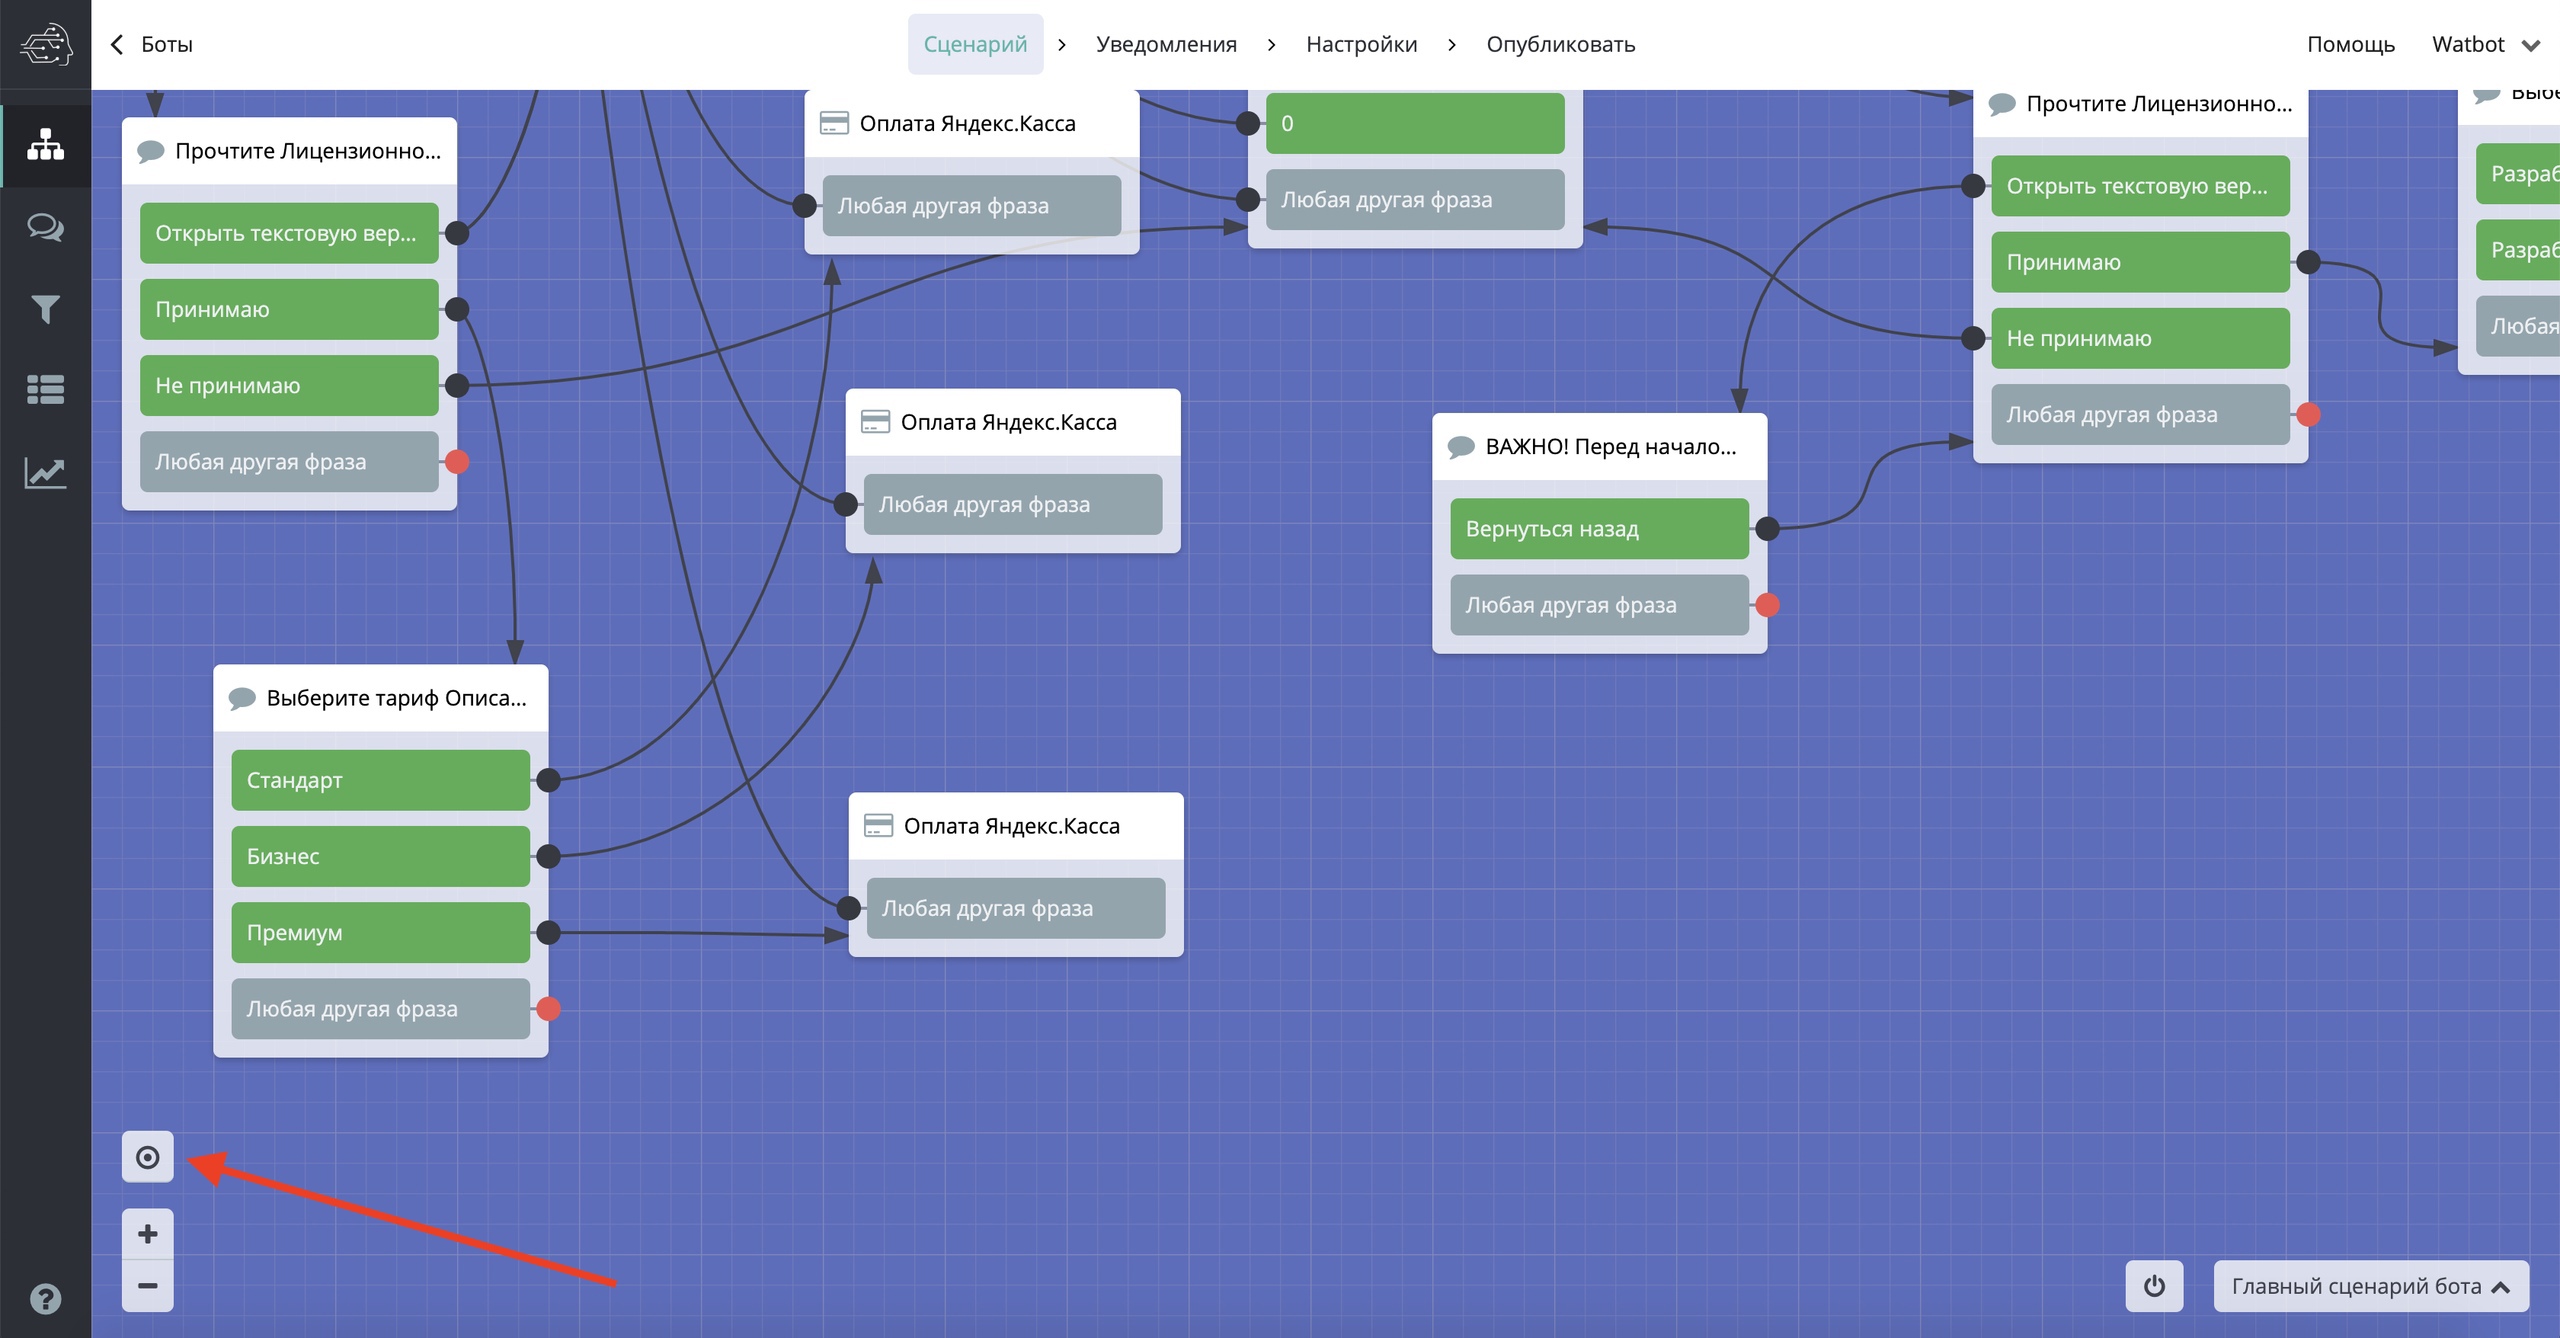 Боты
Сценарий
Уведомления
Настройки
Опубликовать
Помощь
Watbot
Прочтите Лицензионно...
Открыть текстовую вер...
Принимаю
Не принимаю
Любая другая фраза
Оплата Яндекс.Касса
Любая другая фраза
0
Любая другая фраза
Прочтите Лицензионно...
Открыть текстовую вер...
Принимаю
Не принимаю
Любая другая фраза
Разраб
Разраб
Любая
Оплата Яндекс.Касса
Любая другая фраза
ВАЖНО! Перед начало...
Вернуться назад
Любая другая фраза
Выберите тариф Описа...
Стандарт
Бизнес
Премиум
Любая другая фраза
Оплата Яндекс.Касса
Любая другая фраза
Главный сценарий бота